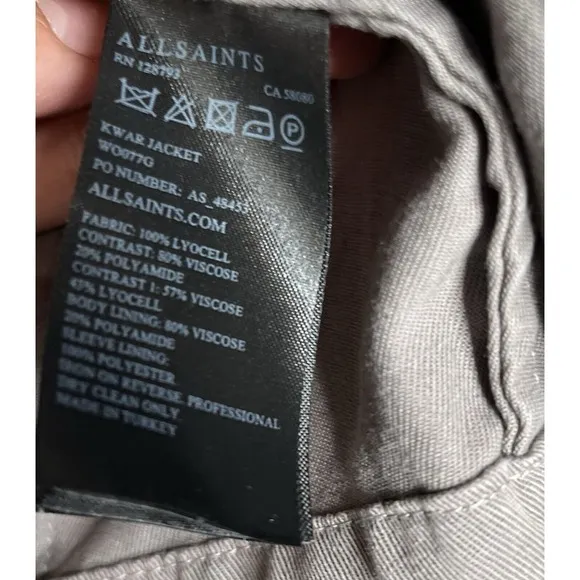 ALLSAINTS
RN 128793
CA 58080
P
KWAR JACKET
WO077G
PO NUMBER: AS_48453
ALLSAINTS.COM
FABRIC: 100% LYOCELL
CONTRAST: 80% VISCOSE
20% POLYAMIDE
CONTRAST 1: 57% VISCOSE
43% LYOCELL
BODY LINING: 80% VISCOSE
20% POLYAMIDE
SLEEVE LINING:
100% POLYESTER
IRON ON REVERSE PROFESSIONAL
DRY CLEAN ONLY
MADE IN TURKEY